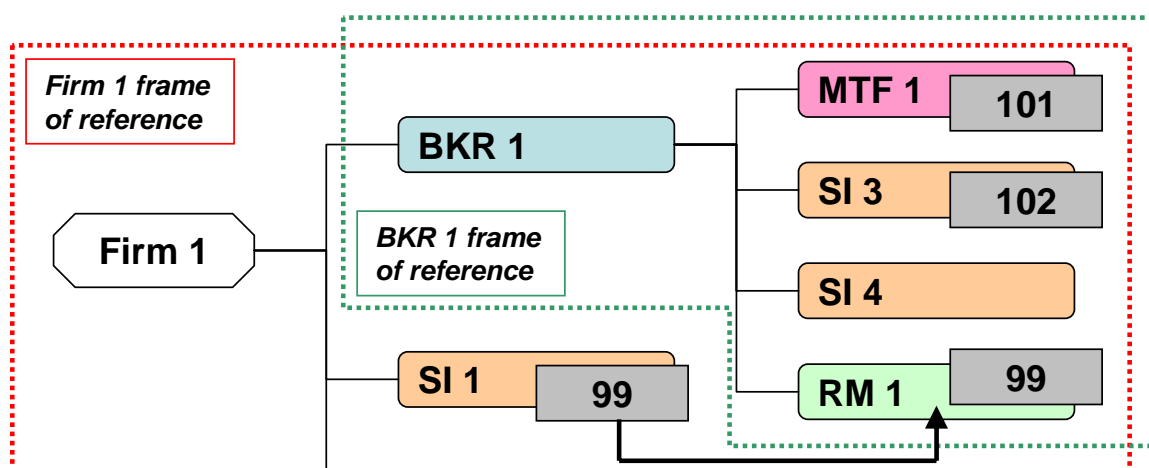 Firm 1 frame
of reference
MTF 1
101
BKR 1
SI 3
102
BKR 1 frame
of reference
Firm 1
SI 4
SI 1
99
RM 1
99